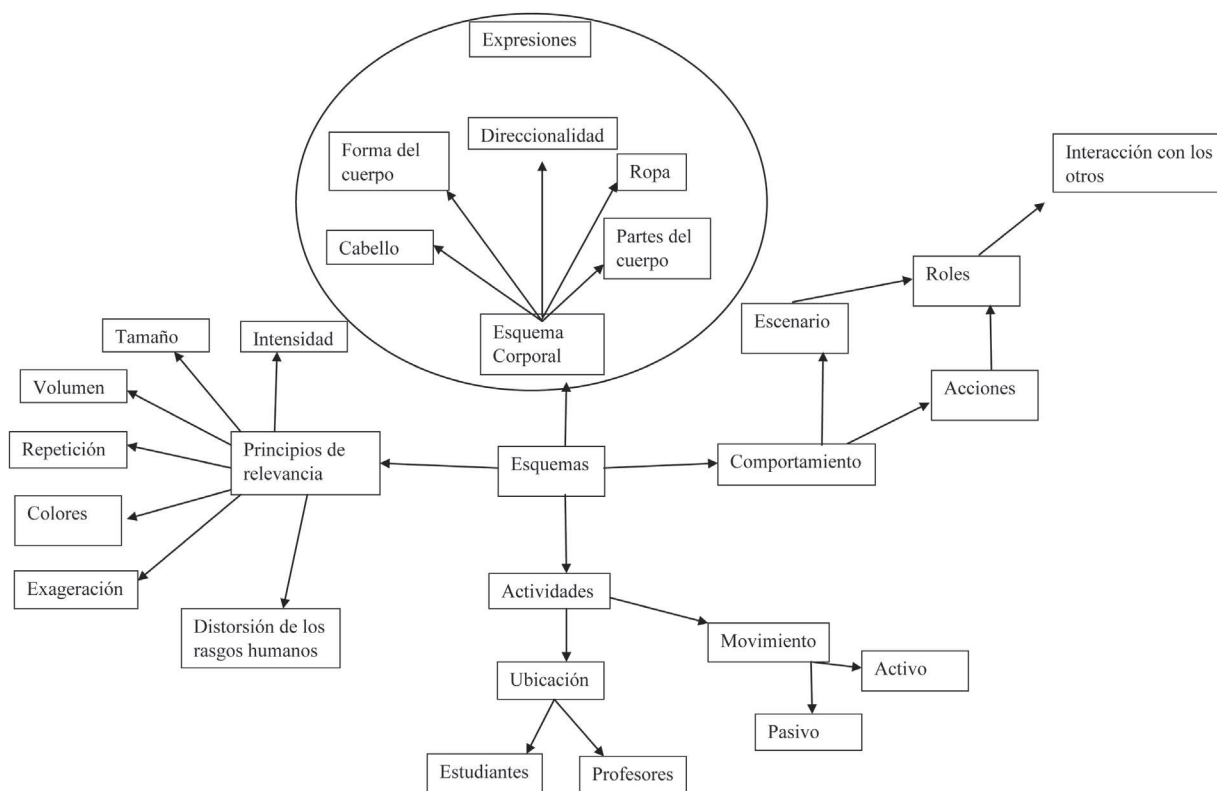 Expresiones
Direccionalidad
Forma del
cuerpo
Ropa
Cabello
Partes del
cuerpo
Esquema
Corporal
Interacción con los
otros
Roles
Escenario
Acciones
Comportamiento
Tamaño
Intensidad
Volumen
Repetición
Principios de
relevancia
Colores
Exageración
Distorsión de los
rasgos humanos
Esquemas
Actividades
Movimiento
Activo
Pasivo
Ubicación
Estudiantes
Profesores